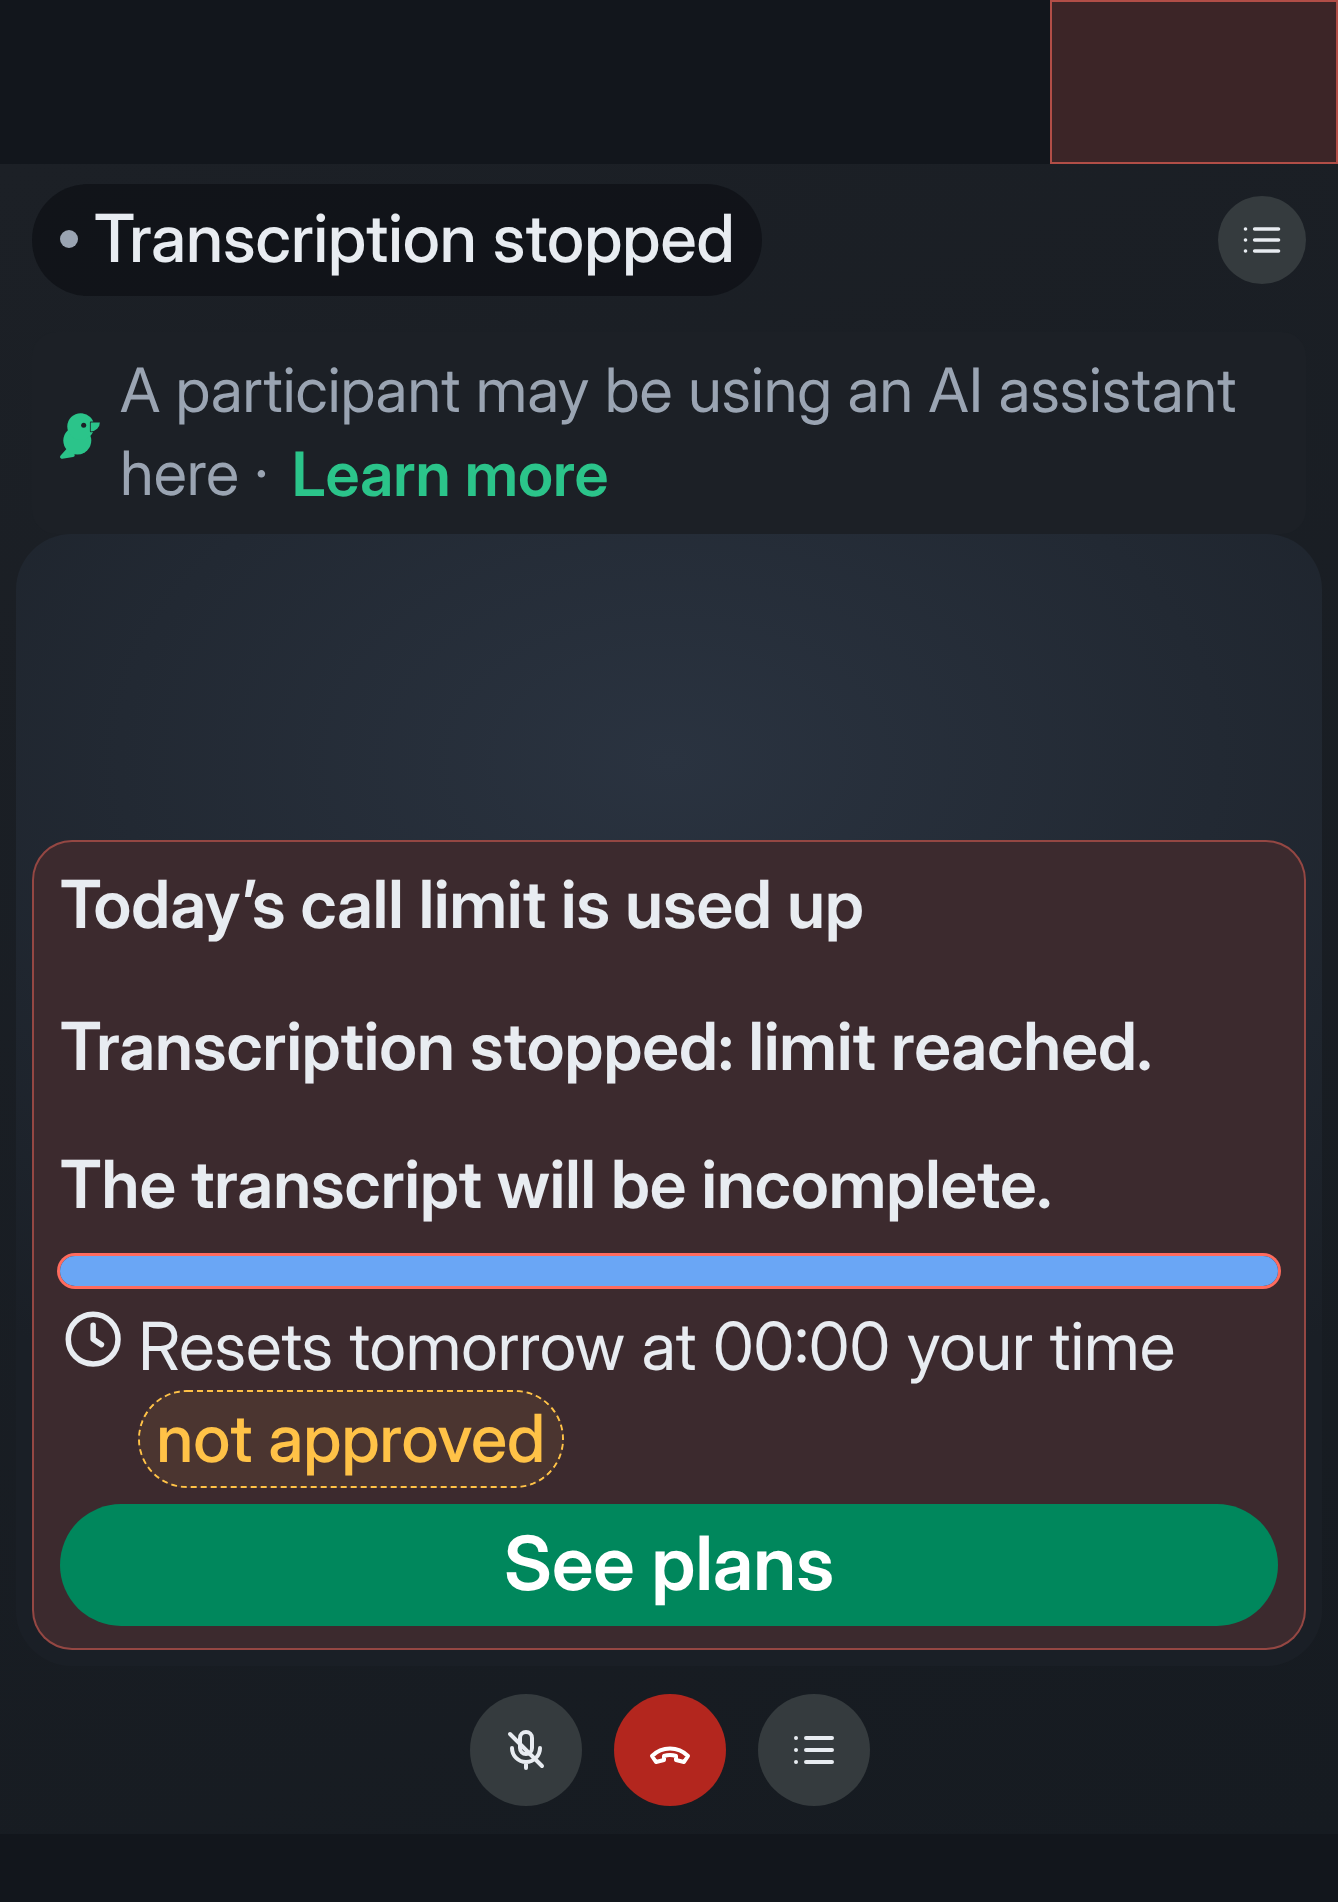 Transcription stopped
A participant may be using an AI assistant
here · Learn more
Today’s call limit is used up
Transcription stopped: limit reached.
The transcript will be incomplete.
Resets tomorrow at 00:00 your time
not approved
See plans